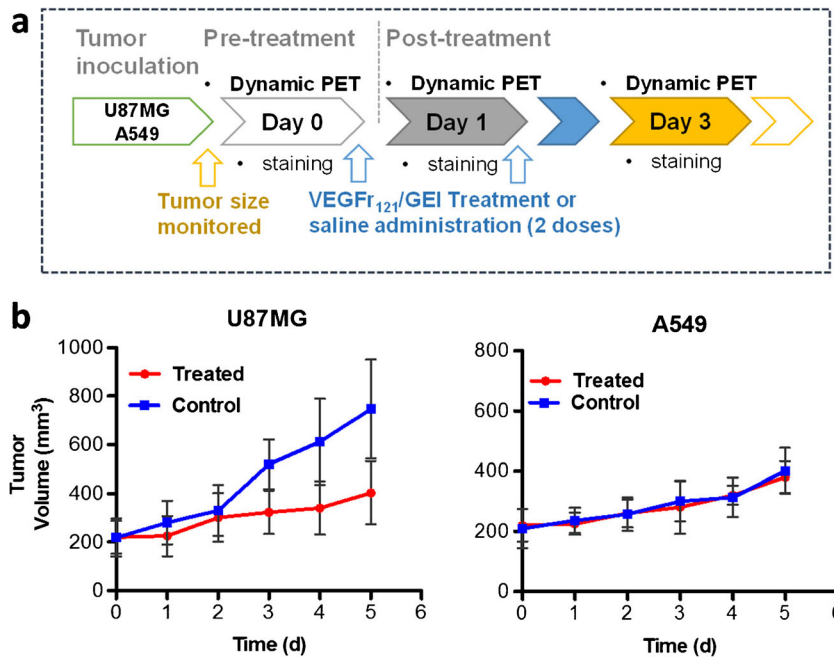 a
Tumor inoculation
Pre-treatment
Post-treatment
• Dynamic PET
• Dynamic PET
• Dynamic PET
U87MG
A549
Day 0
Day 1
Day 3
• staining
• staining
• staining
Tumor size
monitored
VEGFr121/GEI Treatment or
saline administration (2 doses)
b
U87MG
Tumor
Volume (mm³)
1000
800
600
400
200
0
Treated
Control
0 1 2 3 4 5 6
Time (d)
A549
800
600
400
200
0
Treated
Control
0 1 2 3 4 5 6
Time (d)